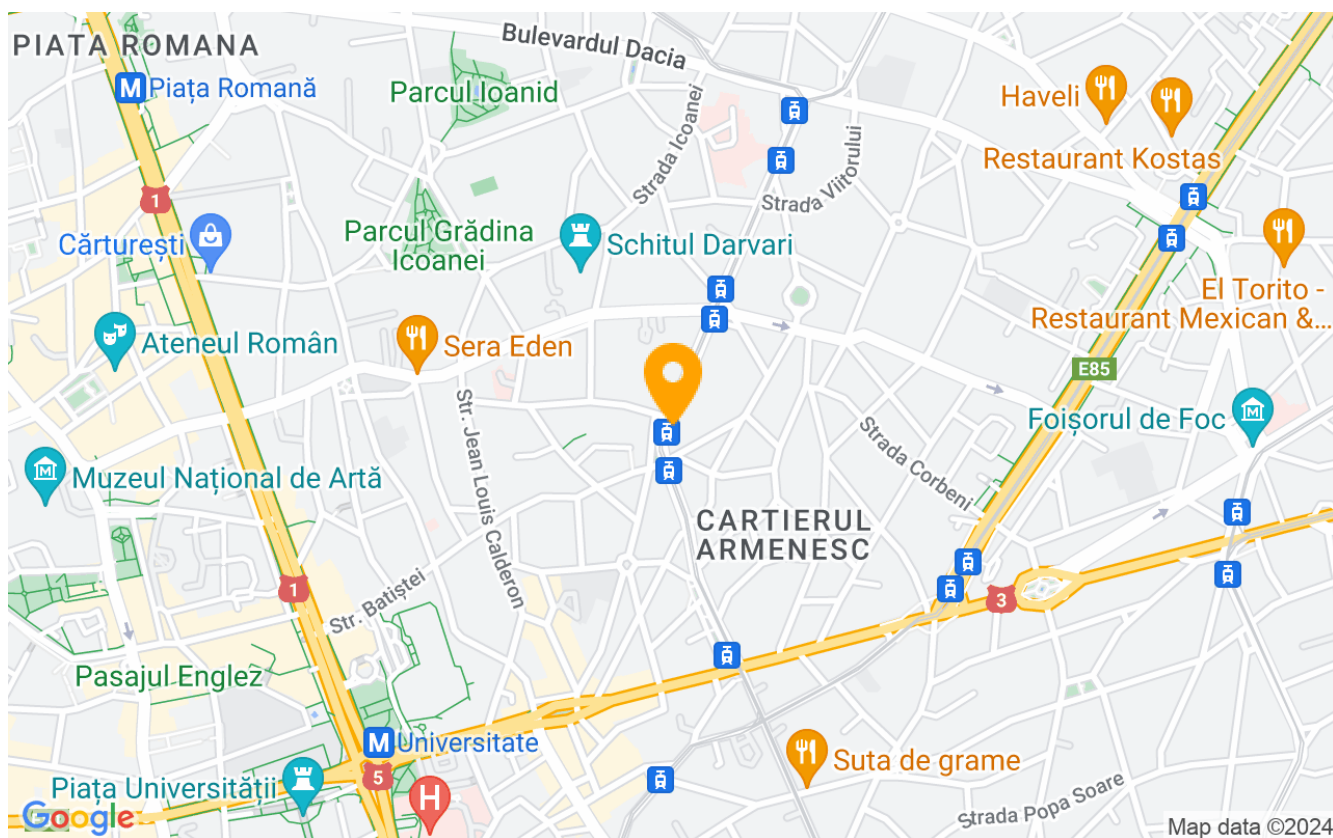 PIAȚA ROMANA
M Piața Romană
Bulevardul Dacia
Parcul Ioanid
Strada Icoanei
Strada Viitorului
Haveli
Restaurant Kostas
1
Cărturești
Parcul Grădina
Icoanei
Schitul Darvari
El Torito -
Restaurant Mexican &...
Ateneul Român
Sera Eden
E85
Foișorul de Foc
Str. Jean Louis Calderon
Strada Corbeni
Muzeul Național de Artă
M
CARTIERUL
ARMENESC
1
3
Str. Batiștei
Pasajul Englez
M Universitate
5
Piața Universității
H
Suta de grame
Strada Popa Soare
Google
Map data ©2024